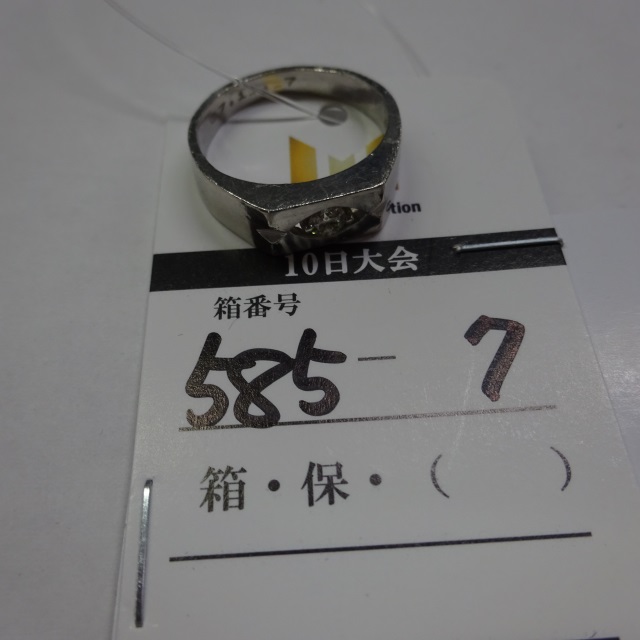 tion
10日大会
箱番号
585-7
箱・保・( )